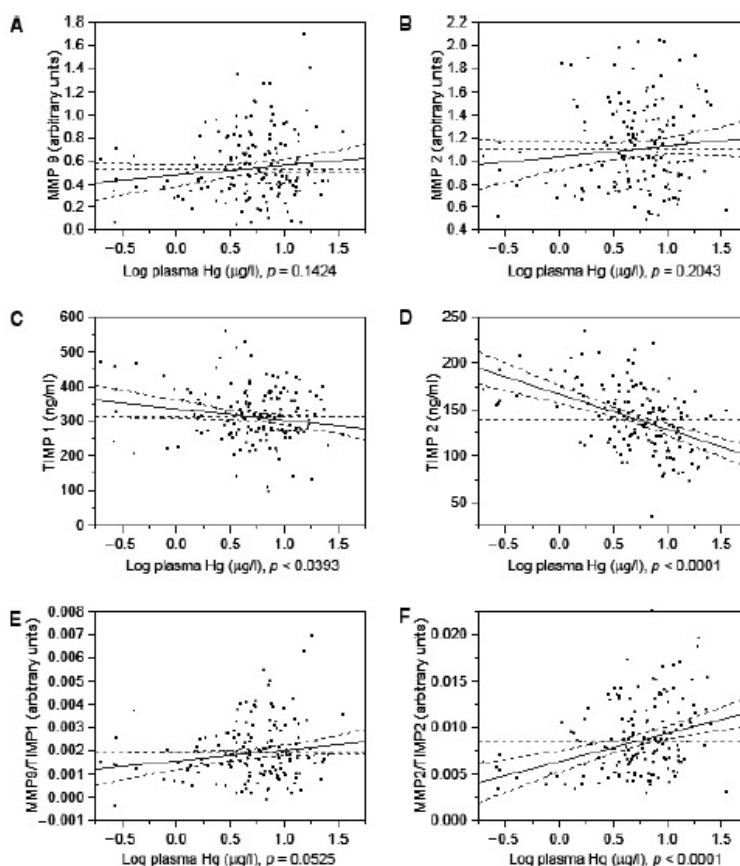 A
MMP 9 (arbitrary units)
1.8
1.6
1.4
1.2
1.0
0.8
0.6
0.4
0.2
0.0
−0.5 0.0 0.5 1.0 1.5
Log plasma Hg (µg/l), p = 0.1424
B
MMP 2 (arbitrary units)
2.2
2.0
1.8
1.6
1.4
1.2
1.0
0.8
0.6
0.4
−0.5 0.0 0.5 1.0 1.5
Log plasma Hg (µg/l), p = 0.2043
C
TIMP 1 (ng/ml)
600
500
400
300
200
100
0
−0.5 0.0 0.5 1.0 1.5
Log plasma Hg (µg/l), p < 0.0393
D
TIMP 2 (ng/ml)
250
200
150
100
50
−0.5 0.0 0.5 1.0 1.5
Log plasma Hg (µg/l), p < 0.0001
E
MMP9/TIMP1 (arbitrary units)
0.008
0.007
0.006
0.005
0.004
0.003
0.002
0.001
0.000
−0.001
−0.5 0.0 0.5 1.0 1.5
Log plasma Hg (µg/l), p = 0.0525
F
MMP2/TIMP2 (arbitrary units)
0.020
0.015
0.010
0.005
0.000
−0.5 0.0 0.5 1.0 1.5
Log plasma Hg (µg/l), p < 0.0001